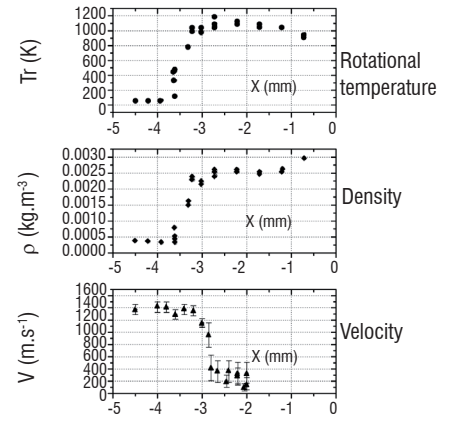 1200
1000
800
600
400
200
0
Tr (K)
X (mm)
Rotational
temperature
-5 -4 -3 -2 -1 0
0.0030
0.0025
0.0020
0.0015
0.0010
0.0005
0.0000
ρ (kg.m⁻³)
X (mm)
Density
-5 -4 -3 -2 -1 0
1600
1400
1200
1000
800
600
400
200
0
V (m.s⁻¹)
X (mm)
Velocity
-5 -4 -3 -2 -1 0